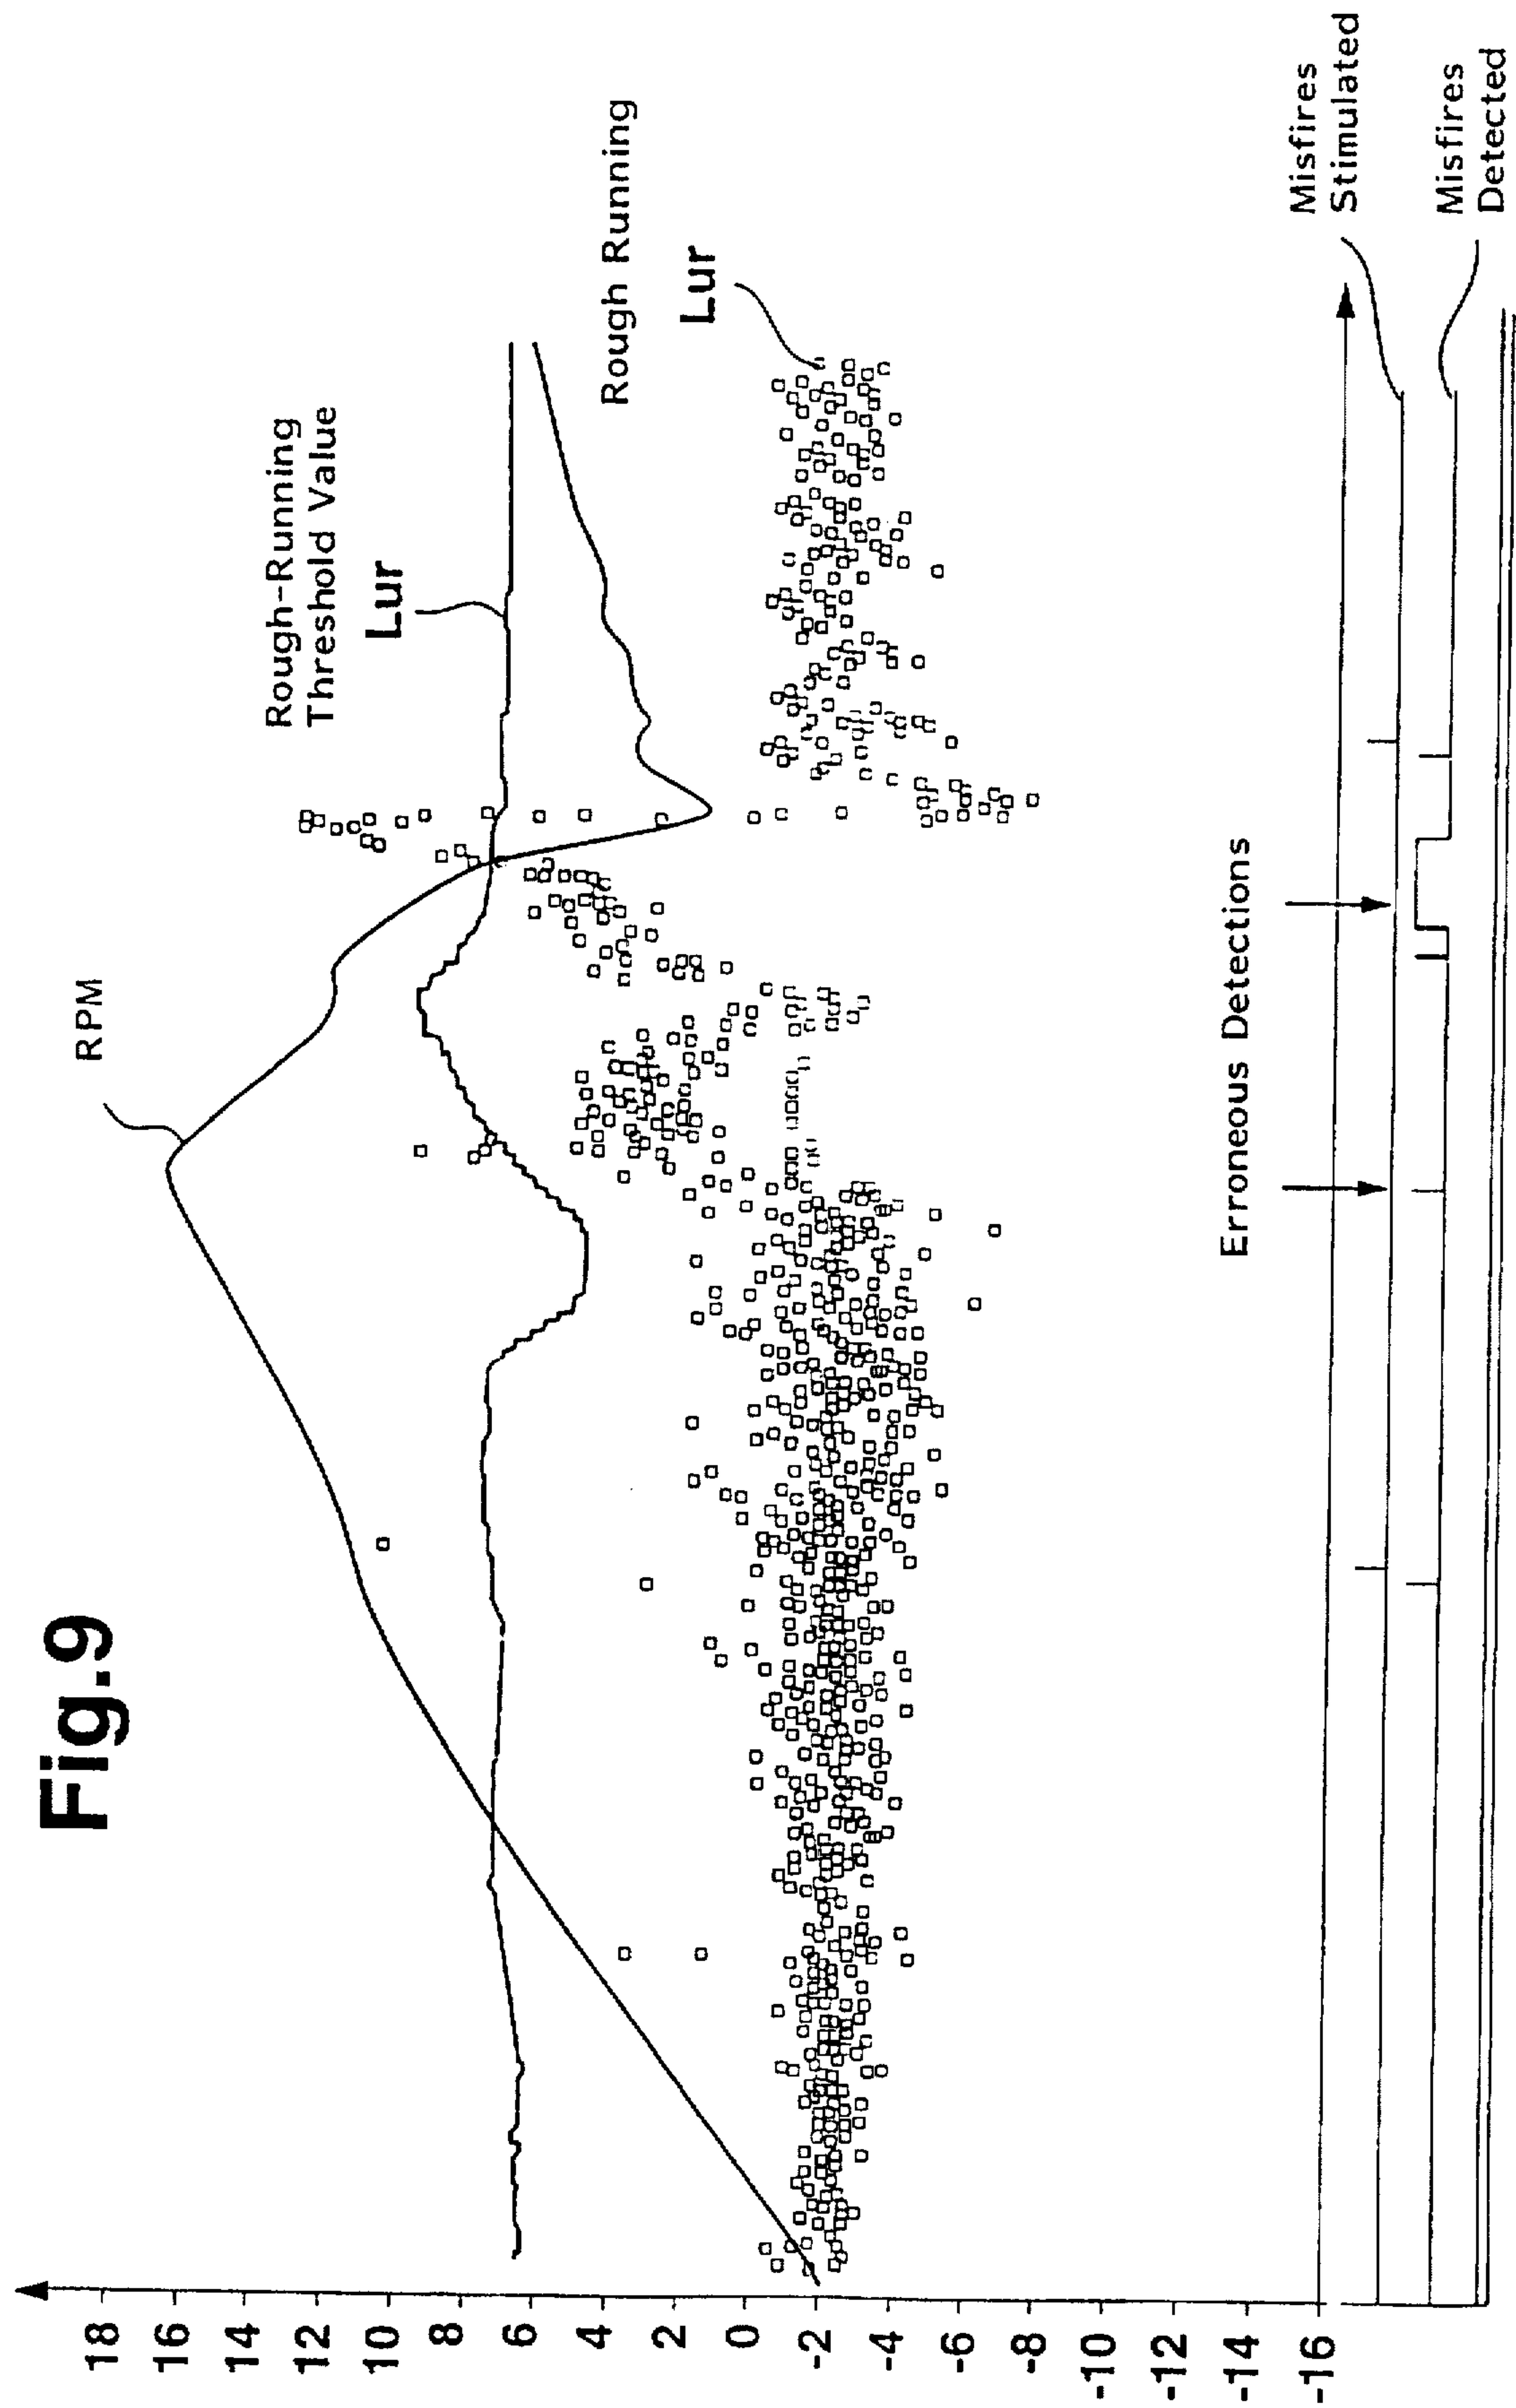 Fig.9
RPM
Rough-Running
Threshold Value
Lur
Rough Running
Lur
18
16
14
12
10
8
6
4
2
0
-2
-4
-6
-8
-10
-12
-14
-16
Erroneous Detections
Misfires
Stimulated
Misfires
Detected